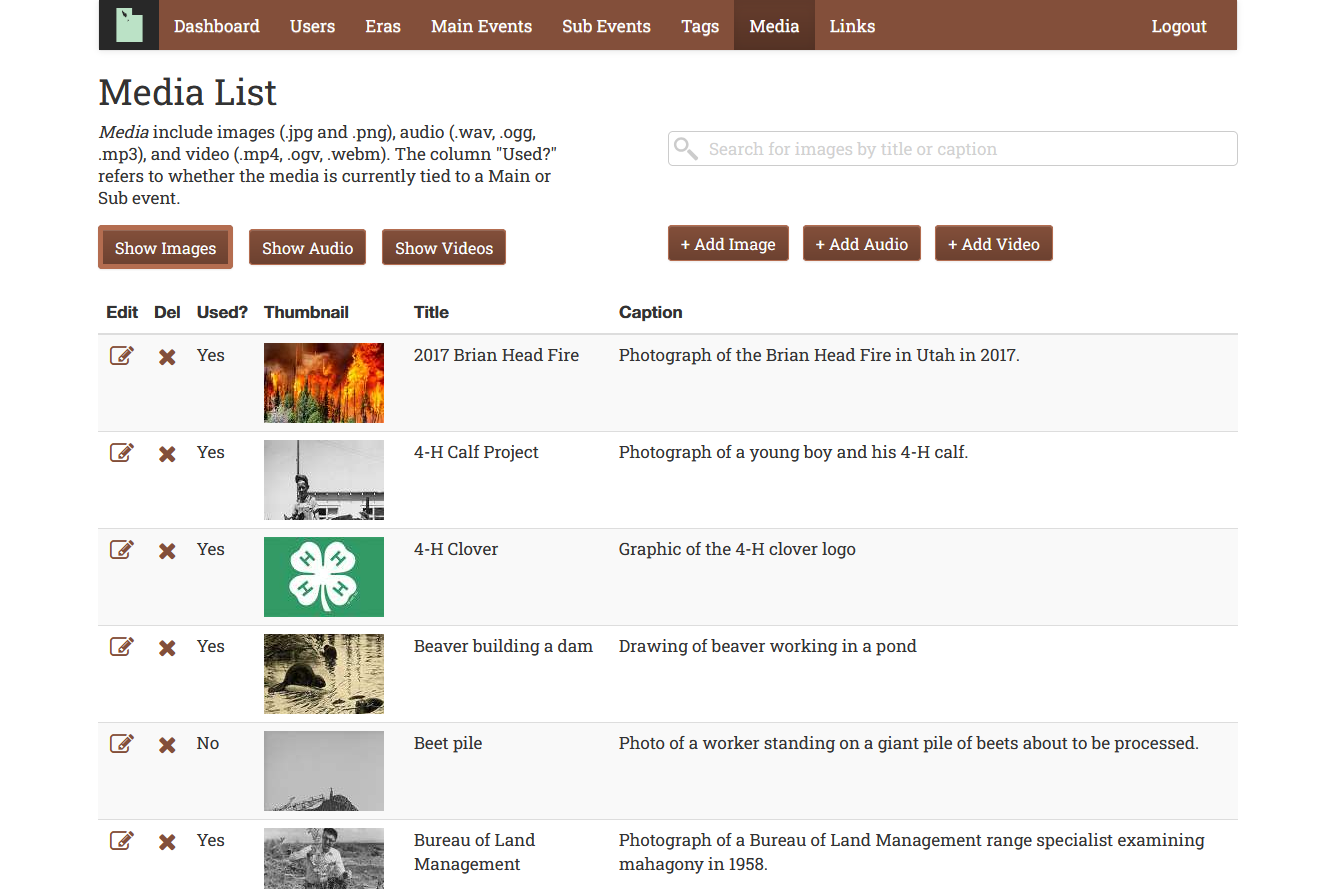 Dashboard Users Eras Main Events Sub Events Tags Media Links Logout
Media List
Media include images (.jpg and .png), audio (.wav, .ogg,
.mp3), and video (.mp4, .ogv, .webm). The column "Used?"
refers to whether the media is currently tied to a Main or
Sub event.
Search for images by title or caption
Show Images Show Audio Show Videos
+ Add Image + Add Audio + Add Video
Edit Del Used? Thumbnail Title Caption
Yes 2017 Brian Head Fire Photograph of the Brian Head Fire in Utah in 2017.
Yes 4-H Calf Project Photograph of a young boy and his 4-H calf.
Yes 4-H Clover Graphic of the 4-H clover logo
H H
H H
Yes Beaver building a dam Drawing of beaver working in a pond
No Beet pile Photo of a worker standing on a giant pile of beets about to be processed.
Yes Bureau of Land Photograph of a Bureau of Land Management range specialist examining
Management mahagony in 1958.